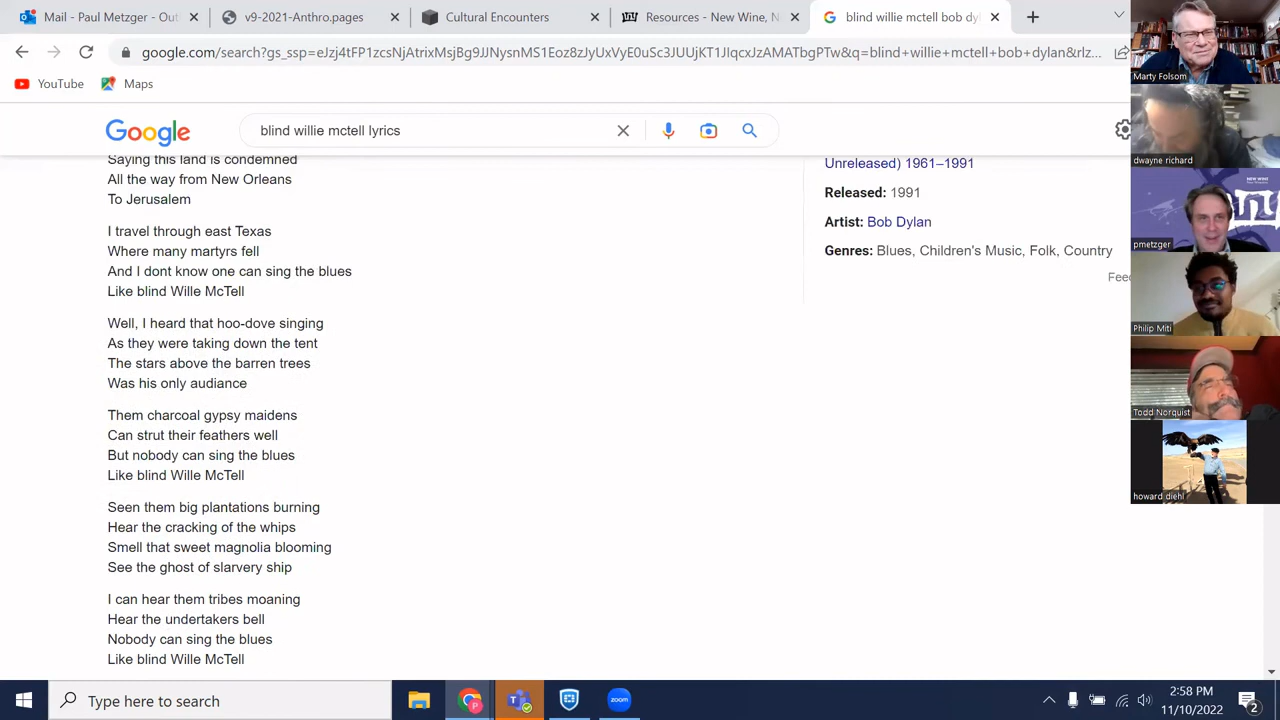 Mail - Paul Metzger - Out
v9-2021-Anthro.pages
Cultural Encounters
Resources - New Wine, N
blind willie mctell bob dy
google.com/search?gs_ssp=eJzj4tFP1zcsNjAtrixMsjBg9JNysnMS1Eoz8zJyUxVyE0uSc3JUUjKT1JIqcxJzAMATbgPTw&q=blind+willie+mctell+bob+dylan&rlz...
YouTube
Maps
Google
blind willie mctell lyrics
Saying this land is condemned
All the way from New Orleans
To Jerusalem
I travel through east Texas
Where many martyrs fell
And I dont know one can sing the blues
Like blind Wille McTell
Well, I heard that hoo-dove singing
As they were taking down the tent
The stars above the barren trees
Was his only audiance
Them charcoal gypsy maidens
Can strut their feathers well
But nobody can sing the blues
Like blind Wille McTell
Seen them big plantations burning
Hear the cracking of the whips
Smell that sweet magnolia blooming
See the ghost of slarvery ship
I can hear them tribes moaning
Hear the undertakers bell
Nobody can sing the blues
Like blind Wille McTell
Unreleased) 1961–1991
Released: 1991
Artist: Bob Dylan
Genres: Blues, Children's Music, Folk, Country
Feec
Marty Folsom
dwayne richard
NEW WINE
pmetzger
Philip Miti
Todd Norquist
howard diehl
Type here to search
zoom
2:58 PM
11/10/2022
2